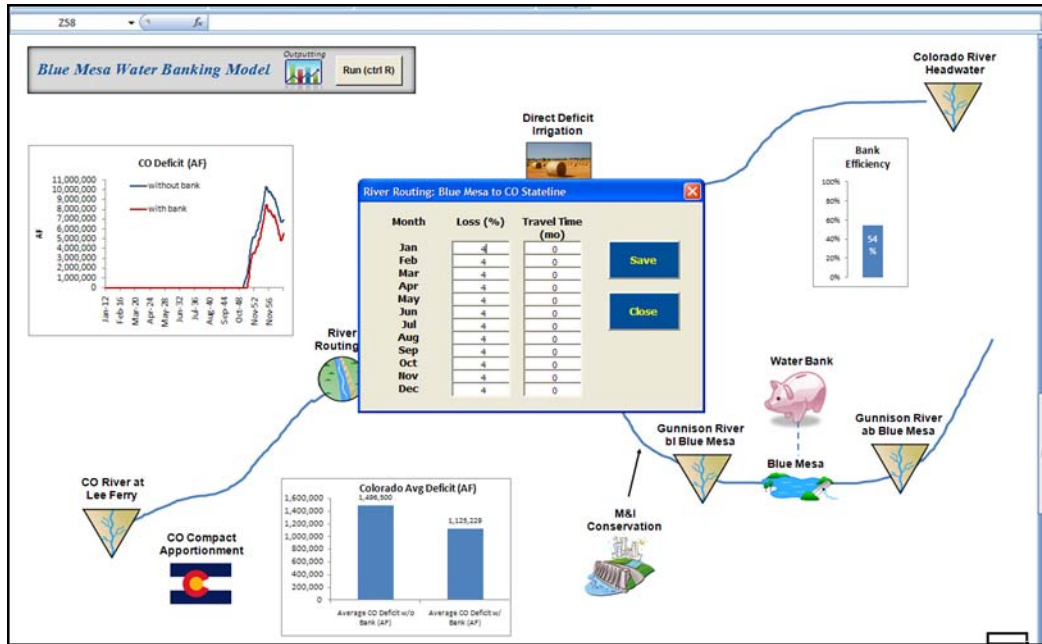 Z58
fx
Blue Mesa Water Banking Model
Outputting
Run (ctrl R)
Colorado River
Headwater
Direct Deficit
Irrigation
CO Deficit (AF)
11,000,000
10,000,000
9,000,000
8,000,000
7,000,000
6,000,000
5,000,000
4,000,000
3,000,000
2,000,000
1,000,000
0
AF
without bank
with bank
Jan-12
Feb-16
Mar-20
Apr-24
May-28
Jun-32
Jul-36
Aug-40
Sep-44
Oct-48
Nov-52
Nov-56
River Routing: Blue Mesa to CO Stateline
Month Loss (%) Travel Time
(mo)
Jan 4 0
Feb 4 0
Mar 4 0
Apr 4 0
May 4 0
Jun 4 0
Jul 4 0
Aug 4 0
Sep 4 0
Oct 4 0
Nov 4 0
Dec 4 0
Save
Close
Bank
Efficiency
100%
80%
60%
40%
20%
0%
54
%
River
Routing
Water Bank
Gunnison River
bl Blue Mesa
Gunnison River
ab Blue Mesa
Blue Mesa
M&I
Conservation
CO River at
Lee Ferry
CO Compact
Apportionment
Colorado Avg Deficit (AF)
1,600,000
1,400,000
1,200,000
1,000,000
800,000
600,000
400,000
200,000
0
1,496,500
1,125,229
Average CO Deficit w/o
Bank (AF)
Average CO Deficit w/
Bank (AF)